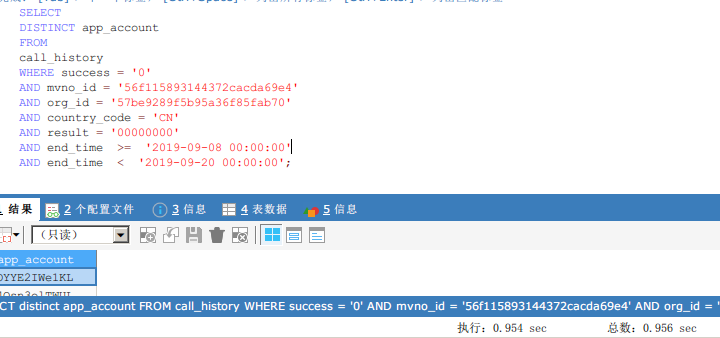 SELECT
DISTINCT app_account
FROM
call_history
WHERE success = '0'
AND mvno_id = '56f115893144372cacda69e4'
AND org_id = '57be9289f5b95a36f85fab70'
AND country_code = 'CN'
AND result = '00000000'
AND end_time >= '2019-09-08 00:00:00'
AND end_time < '2019-09-20 00:00:00';
结果 2 个配置文件 3 信息 4 表数据 5 信息
（只读）
app_account
DYYE2IWelKL
CT distinct app_account FROM call_history WHERE success = '0' AND mvno_id = '56f115893144372cacda69e4' AND org_id = '
执行: 0.954 sec 总数: 0.956 sec